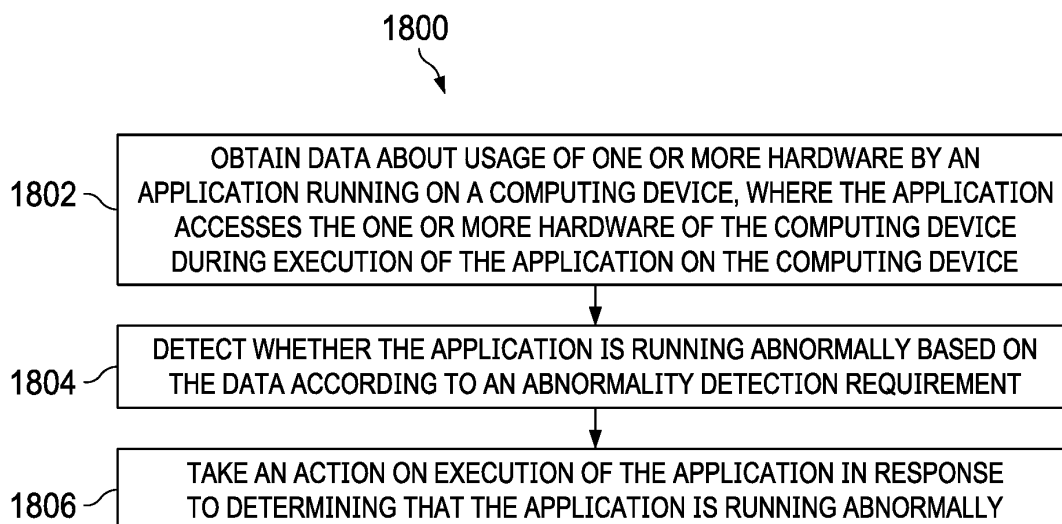 1800
OBTAIN DATA ABOUT USAGE OF ONE OR MORE HARDWARE BY AN
1802
APPLICATION RUNNING ON A COMPUTING DEVICE, WHERE THE APPLICATION
ACCESSES THE ONE OR MORE HARDWARE OF THE COMPUTING DEVICE
DURING EXECUTION OF THE APPLICATION ON THE COMPUTING DEVICE
DETECT WHETHER THE APPLICATION IS RUNNING ABNORMALLY BASED ON
1804
THE DATA ACCORDING TO AN ABNORMALITY DETECTION REQUIREMENT
TAKE AN ACTION ON EXECUTION OF THE APPLICATION IN RESPONSE
1806
TO DETERMINING THAT THE APPLICATION IS RUNNING ABNORMALLY